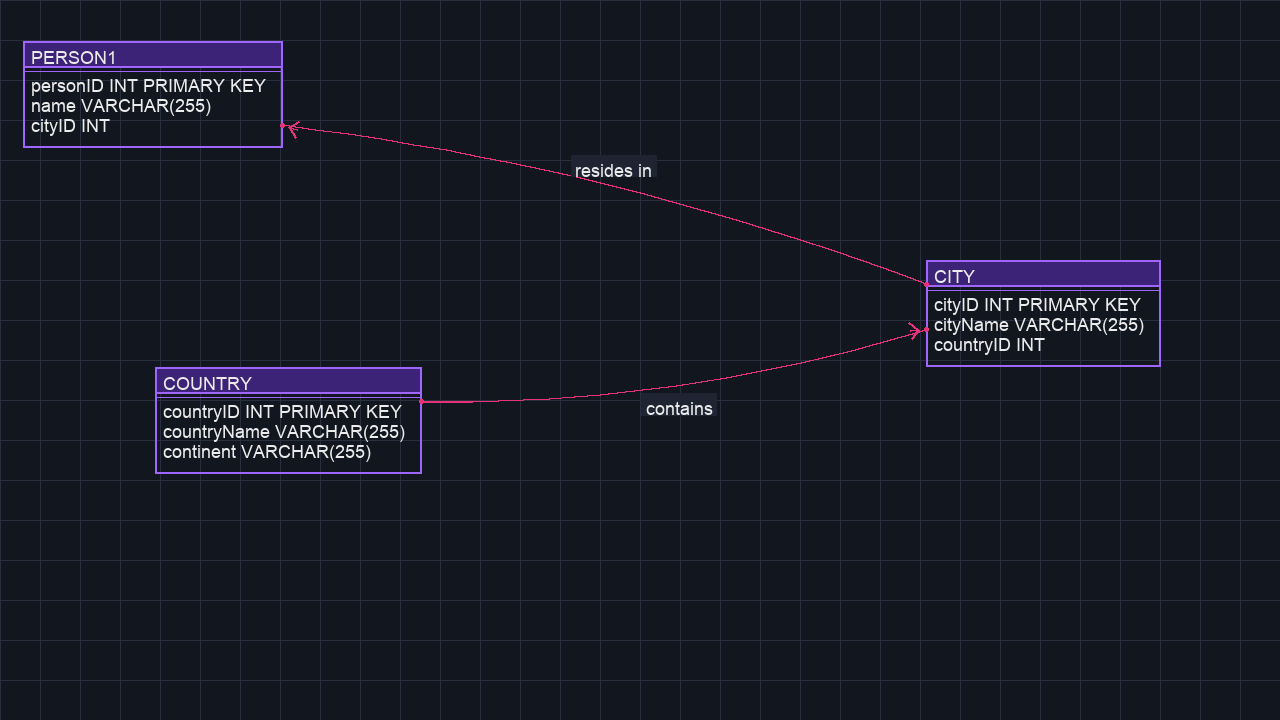 PERSON1
personID INT PRIMARY KEY
name VARCHAR(255)
cityID INT
resides in
CITY
cityID INT PRIMARY KEY
cityName VARCHAR(255)
countryID INT
COUNTRY
countryID INT PRIMARY KEY
countryName VARCHAR(255)
continent VARCHAR(255)
contains